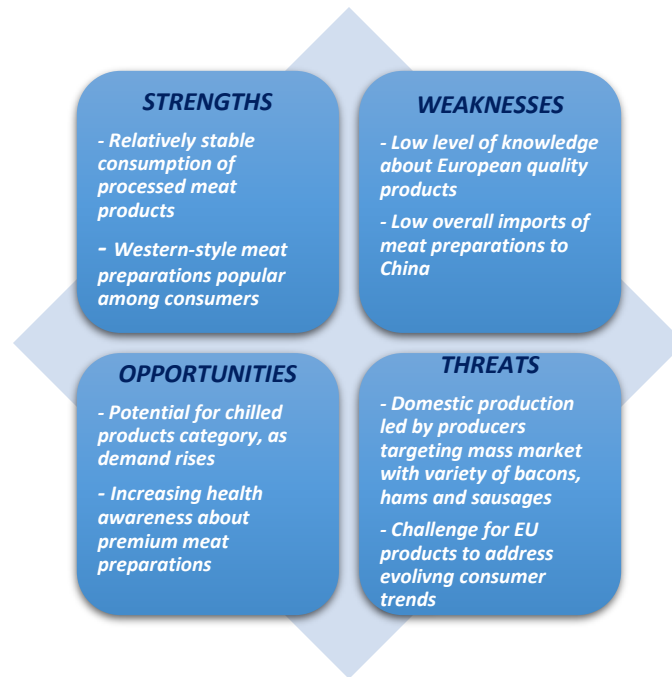 STRENGTHS
- Relatively stable
consumption of
processed meat
products
- Western-style meat
preparations popular
among consumers
WEAKNESSES
- Low level of knowledge
about European quality
products
- Low overall imports of
meat preparations to
China
OPPORTUNITIES
- Potential for chilled
products category, as
demand rises
- Increasing health
awareness about
premium meat
preparations
THREATS
- Domestic production
led by producers
targeting mass market
with variety of bacons,
hams and sausages
- Challenge for EU
products to address
evolivng consumer
trends